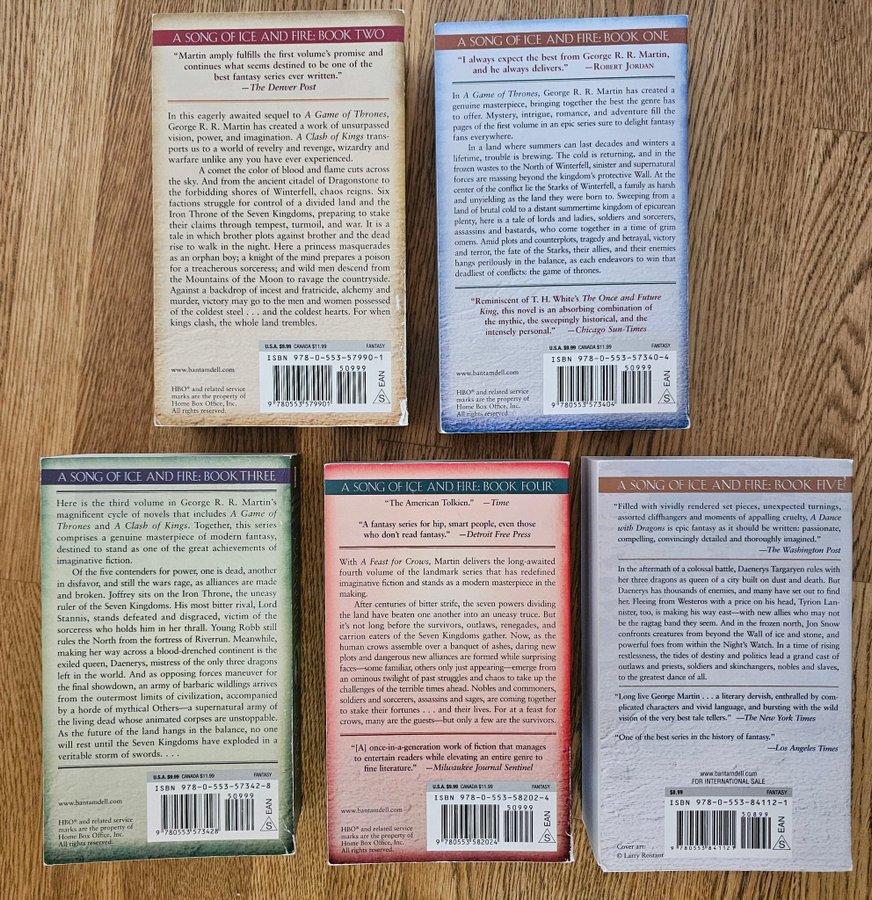 A SONG OF ICE AND FIRE: BOOK TWO
“Martin amply fulfills the first volume’s promise and
continues what seems destined to be one of the
best fantasy series ever written.”
—The Denver Post
In this eagerly awaited sequel to A Game of Thrones,
George R. R. Martin has created a work of unsurpassed
vision, power, and imagination. A Clash of Kings trans-
ports us to a world of revelry and revenge, wizardry and
warfare unlike any you have ever experienced.
A comet the color of blood and flame cuts across
the sky. And from the ancient citadel of Dragonstone to
the forbidding shores of Winterfell, chaos reigns. Six
factions struggle for control of a divided land and the
Iron Throne of the Seven Kingdoms, preparing to stake
their claims through tempest, turmoil, and war. It is a
tale in which brother plots against brother and the dead
rise to walk in the night. Here a princess masquerades
as an orphan boy; a knight of the mind prepares a poison
for a treacherous sorceress; and wild men descend from
the Mountains of the Moon to ravage the countryside.
Against a backdrop of incest and fratricide, alchemy and
murder, victory may go to the men and women possessed
of the coldest steel . . . and the coldest hearts. For when
kings clash, the whole land trembles.
U.S.A. $9.99 CANADA $11.99 FANTASY
ISBN 978-0-553-57990-1
50999
www.bantamdell.com
HBO® and related service
marks are the property of
Home Box Office, Inc.
All rights reserved.
9 780553 579901
S EAN
A SONG OF ICE AND FIRE: BOOK ONE
“I always expect the best from George R. R. Martin,
and he always delivers.” —ROBERT JORDAN
In A Game of Thrones, George R. R. Martin has created a
genuine masterpiece, bringing together the best the genre has
to offer. Mystery, intrigue, romance, and adventure fill the
pages of the first volume in an epic series sure to delight fantasy
fans everywhere.
In a land where summers can last decades and winters a
lifetime, trouble is brewing. The cold is returning, and in the
frozen wastes to the North of Winterfell, sinister and supernatural
forces are massing beyond the kingdom’s protective Wall. At the
center of the conflict lie the Starks of Winterfell, a family as harsh
and unyielding as the land they were born to. Sweeping from a
land of brutal cold to a distant summertime kingdom of epicurean
plenty, here is a tale of lords and ladies, soldiers and sorcerers,
assassins and bastards, who come together in a time of grim
omens. Amid plots and counterplots, tragedy and betrayal, victory
and terror, the fate of the Starks, their allies, and their enemies
hangs perilously in the balance, as each endeavors to win that
deadliest of conflicts: the game of thrones.
“Reminiscent of T. H. White’s The Once and Future
King, this novel is an absorbing combination of
the mythic, the sweepingly historical, and the
intensely personal.” —Chicago Sun-Times
U.S.A. $9.99 CANADA $11.99 FANTASY
ISBN 978-0-553-57340-4
50999
www.bantamdell.com
HBO® and related service
marks are the property of
Home Box Office, Inc.
All rights reserved.
9 780553 573404
S EAN
A SONG OF ICE AND FIRE: BOOK THREE
Here is the third volume in George R. R. Martin’s
magnificent cycle of novels that includes A Game of
Thrones and A Clash of Kings. Together, this series
comprises a genuine masterpiece of modern fantasy,
destined to stand as one of the great achievements of
imaginative fiction.
Of the five contenders for power, one is dead, another
in disfavor, and still the wars rage, as alliances are made
and broken. Joffrey sits on the Iron Throne, the uneasy
ruler of the Seven Kingdoms. His most bitter rival, Lord
Stannis, stands defeated and disgraced, victim of the
sorceress who holds him in her thrall. Young Robb still
rules the North from the fortress of Riverrun. Meanwhile,
making her way across a blood-drenched continent is the
exiled queen, Daenerys, mistress of the only three dragons
left in the world. And as opposing forces maneuver for
the final showdown, an army of barbaric wildlings arrives
from the outermost limits of civilization, accompanied
by a horde of mythical Others—a supernatural army of
the living dead whose animated corpses are unstoppable.
As the future of the land hangs in the balance, no one
will rest until the Seven Kingdoms have exploded in a
veritable storm of swords. . . .
U.S.A. $9.99 CANADA $11.99 FANTASY
ISBN 978-0-553-57342-8
50999
www.bantamdell.com
HBO® and related service
marks are the property of
Home Box Office, Inc.
All rights reserved.
9 780553 573428
S EAN
A SONG OF ICE AND FIRE: BOOK FOUR
“The American Tolkien.” —Time
“A fantasy series for hip, smart people, even those
who don’t read fantasy.” —Detroit Free Press
With A Feast for Crows, Martin delivers the long-awaited
fourth volume of the landmark series that has redefined
imaginative fiction and stands as a modern masterpiece in the
making.
After centuries of bitter strife, the seven powers dividing
the land have beaten one another into an uneasy truce. But
it’s not long before the survivors, outlaws, renegades, and
carrion eaters of the Seven Kingdoms gather. Now, as the
human crows assemble over a banquet of ashes, daring new
plots and dangerous new alliances are formed while surprising
faces—some familiar, others only just appearing—emerge from
an ominous twilight of past struggles and chaos to take up the
challenges of the terrible times ahead. Nobles and commoners,
soldiers and sorcerers, assassins and sages, are coming together
to stake their fortunes . . . and their lives. For at a feast for
crows, many are the guests—but only a few are the survivors.
“[A] once-in-a-generation work of fiction that manages
to entertain readers while elevating an entire genre to
fine literature.” —Milwaukee Journal Sentinel
U.S.A. $9.99 CANADA $11.99 FANTASY
ISBN 978-0-553-58202-4
50999
www.bantamdell.com
HBO® and related service
marks are the property of
Home Box Office, Inc.
All rights reserved.
9 780553 582024
S EAN
A SONG OF ICE AND FIRE: BOOK FIVE
“Filled with vividly rendered set pieces, unexpected turnings,
assorted cliffhangers and moments of appalling cruelty, A Dance
with Dragons is epic fantasy as it should be written: passionate,
compelling, convincingly detailed and thoroughly imagined.”
—The Washington Post
In the aftermath of a colossal battle, Daenerys Targaryen rules with
her three dragons as queen of a city built on dust and death. But
Daenerys has thousands of enemies, and many have set out to find
her. Fleeing from Westeros with a price on his head, Tyrion Lan-
nister, too, is making his way east—with new allies who may not
be the ragtag band they seem. And in the frozen north, Jon Snow
confronts creatures from beyond the Wall of ice and stone, and
powerful foes from within the Night’s Watch. In a time of rising
restlessness, the tides of destiny and politics lead a grand cast of
outlaws and priests, soldiers and skinchangers, nobles and slaves,
to the greatest dance of all.
“Long live George Martin . . . a literary dervish, enthralled by com-
plicated characters and vivid language, and bursting with the wild
vision of the very best tale tellers.” —The New York Times
“One of the best series in the history of fantasy.”
—Los Angeles Times
www.bantamdell.com
FOR INTERNATIONAL SALE
$8.99 FANTASY
ISBN 978-0-553-84112-1
50899
Cover art:
© Larry Rostant
9 780553 841121
S EAN